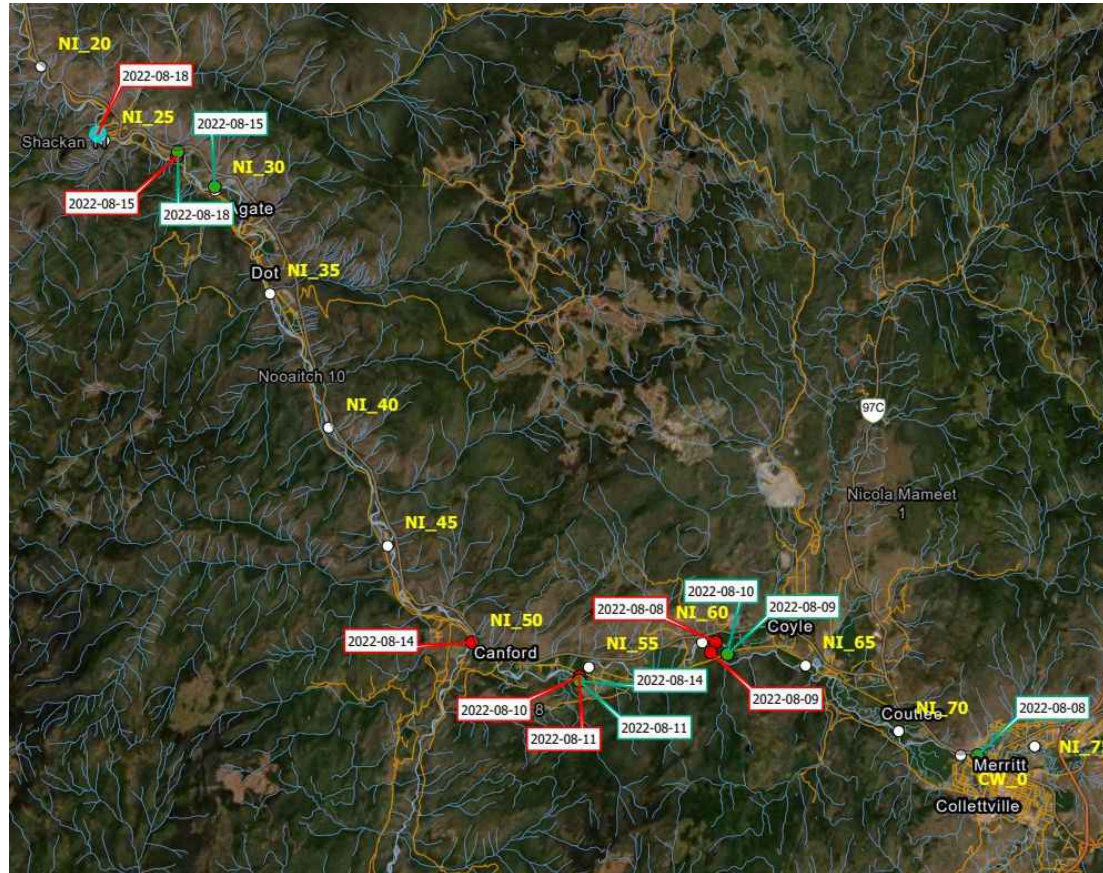 NI_20
2022-08-18
NI_25
2022-08-15
Shackan
NI_30
2022-08-15
2022-08-18
Agate
Dot
NI_35
Nooaitch 10
NI_40
97C
Nicola Mameet
1
NI_45
2022-08-10
2022-08-08
NI_60
2022-08-09
NI_50
Coyle
2022-08-14
Canford
NI_55
NI_65
2022-08-14
2022-08-09
2022-08-10
8
2022-08-11
2022-08-11
NI_70
2022-08-08
Coutlee
NI_75
Merritt
CW_0
Collettville